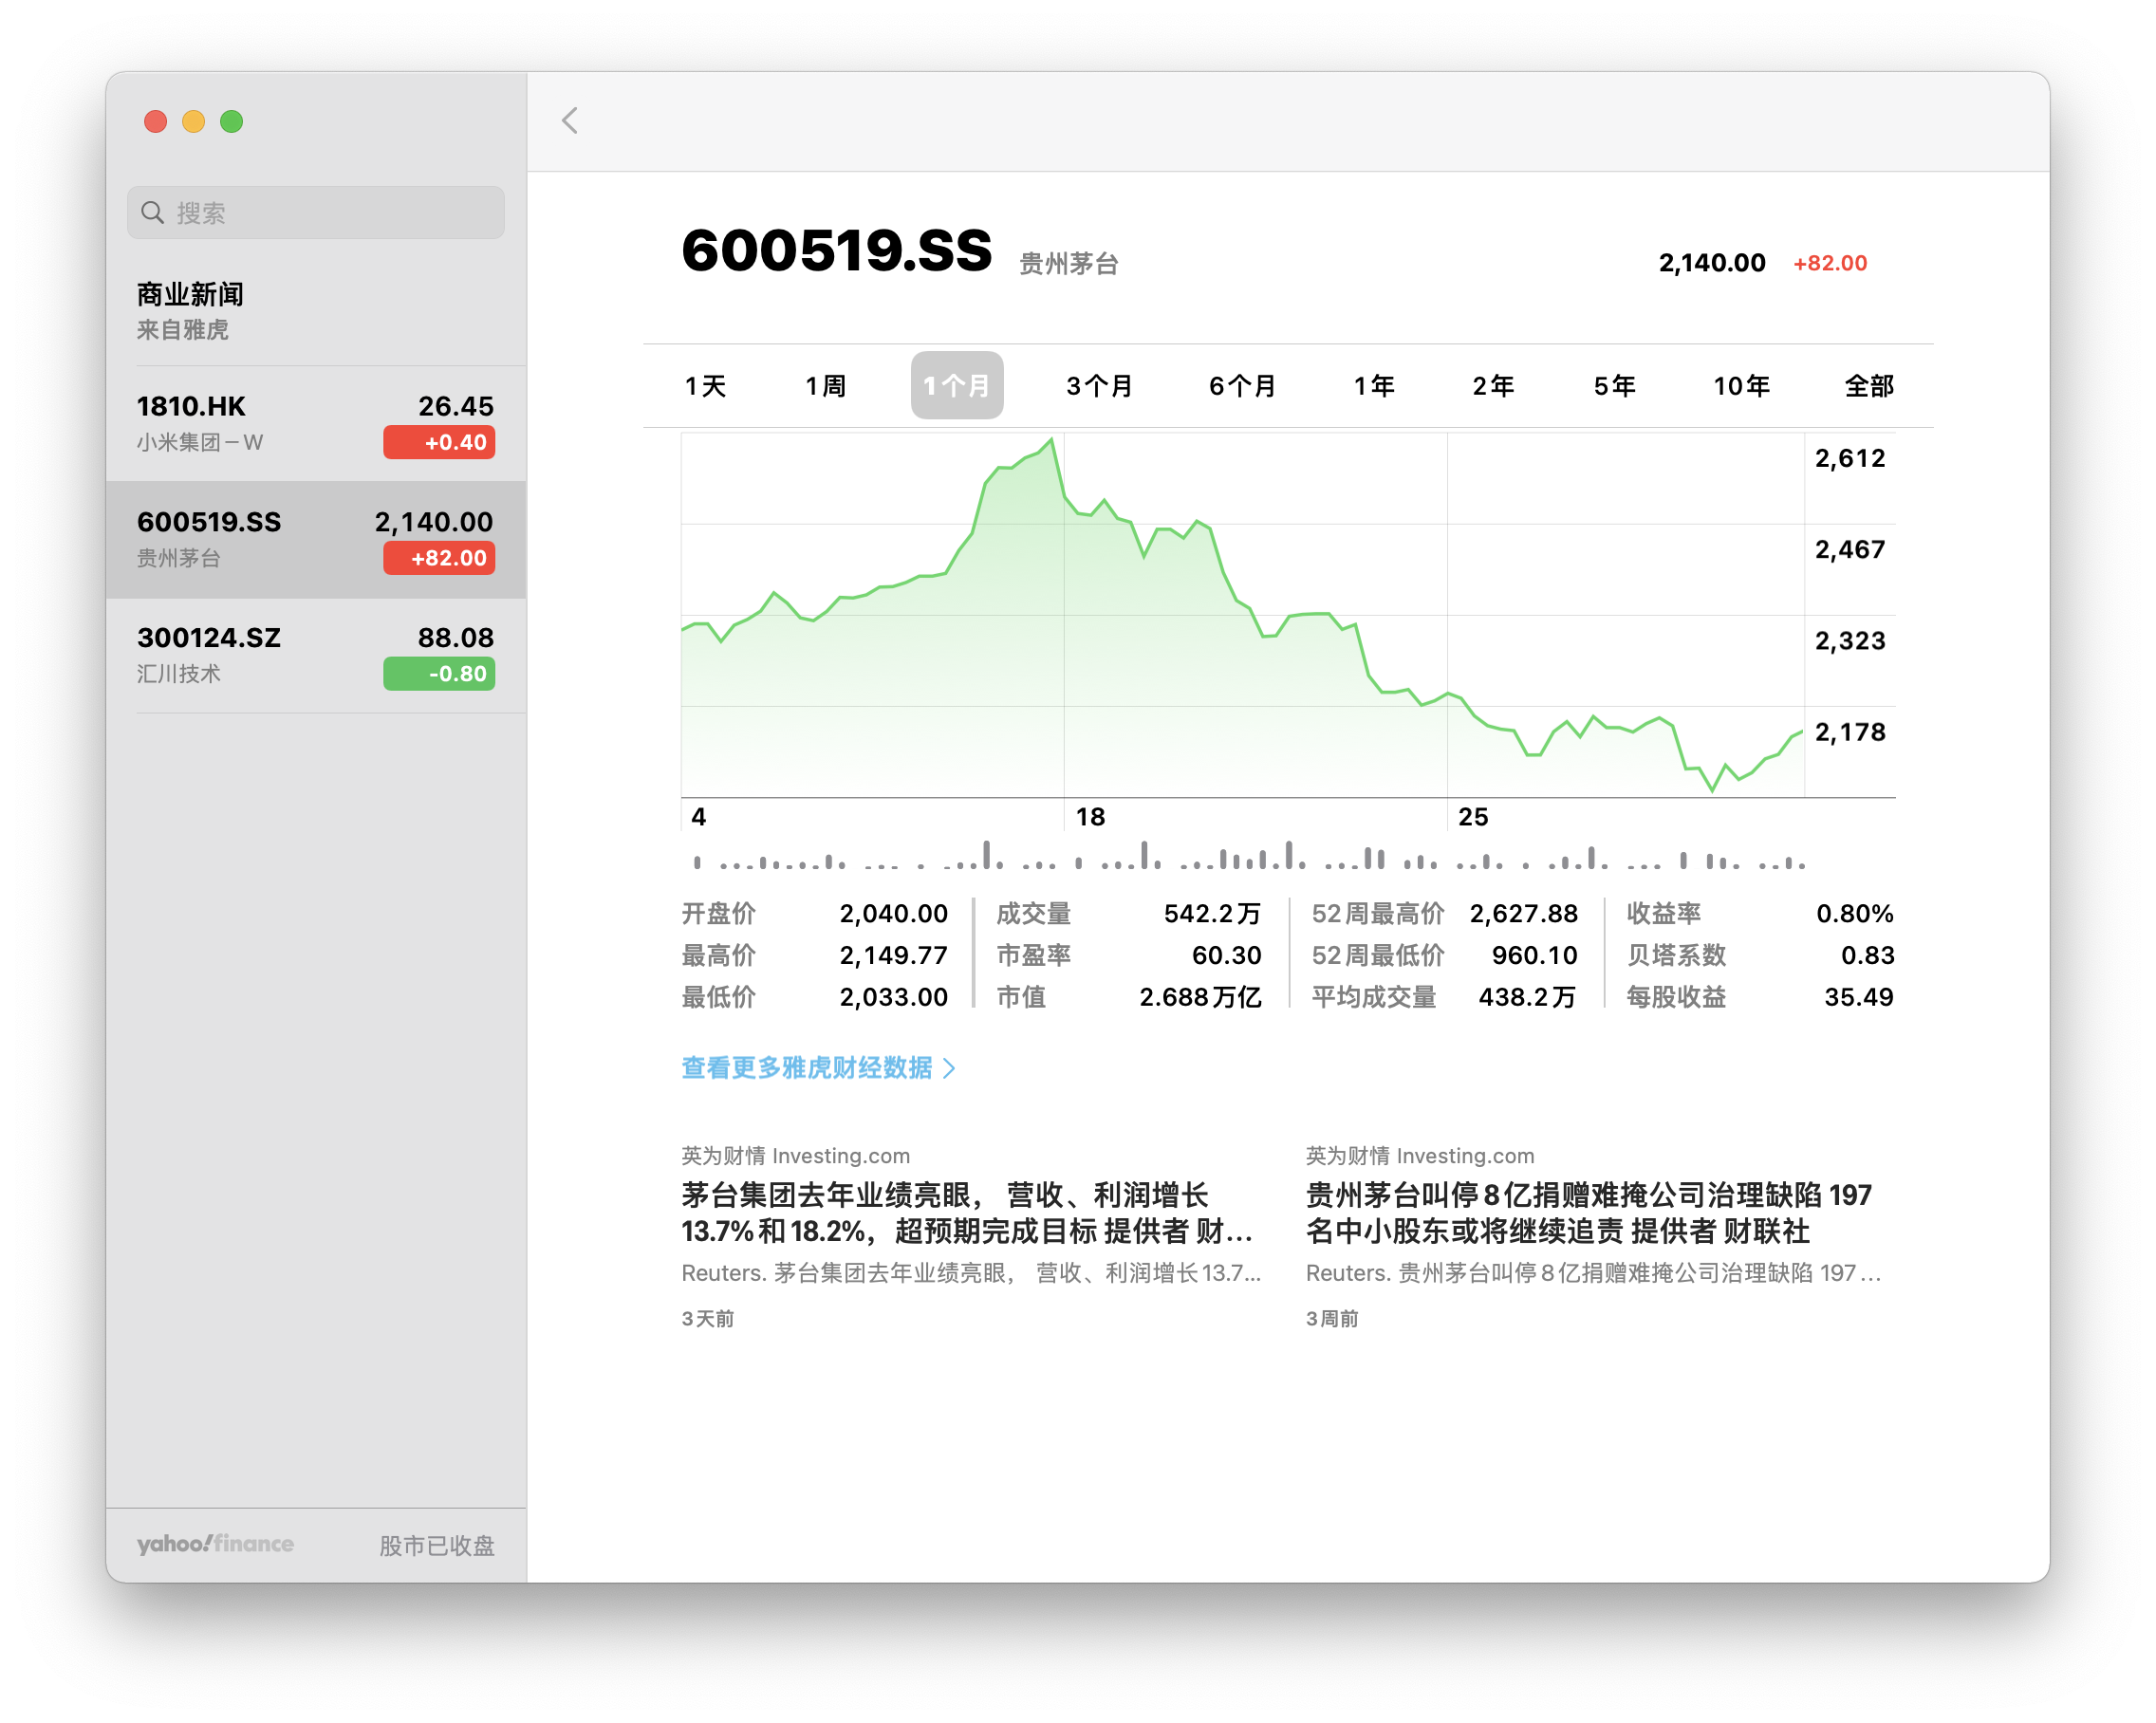 搜索
商业新闻
来自雅虎
1810.HK 26.45
小米集团－W +0.40
600519.SS 2,140.00
贵州茅台 +82.00
300124.SZ 88.08
汇川技术 -0.80
yahoo!finance 股市已收盘
600519.SS 贵州茅台 2,140.00 +82.00
1天 1周 1个月 3个月 6个月 1年 2年 5年 10年 全部
2,612
2,467
2,323
2,178
4 18 25
开盘价 2,040.00 成交量 542.2万 52周最高价 2,627.88 收益率 0.80%
最高价 2,149.77 市盈率 60.30 52周最低价 960.10 贝塔系数 0.83
最低价 2,033.00 市值 2.688万亿 平均成交量 438.2万 每股收益 35.49
查看更多雅虎财经数据
英为财情 Investing.com
茅台集团去年业绩亮眼， 营收、利润增长
13.7%和18.2%，超预期完成目标 提供者 财…
Reuters. 茅台集团去年业绩亮眼， 营收、利润增长13.7…
3天前
英为财情 Investing.com
贵州茅台叫停8亿捐赠难掩公司治理缺陷 197
名中小股东或将继续追责 提供者 财联社
Reuters. 贵州茅台叫停8亿捐赠难掩公司治理缺陷 197…
3周前